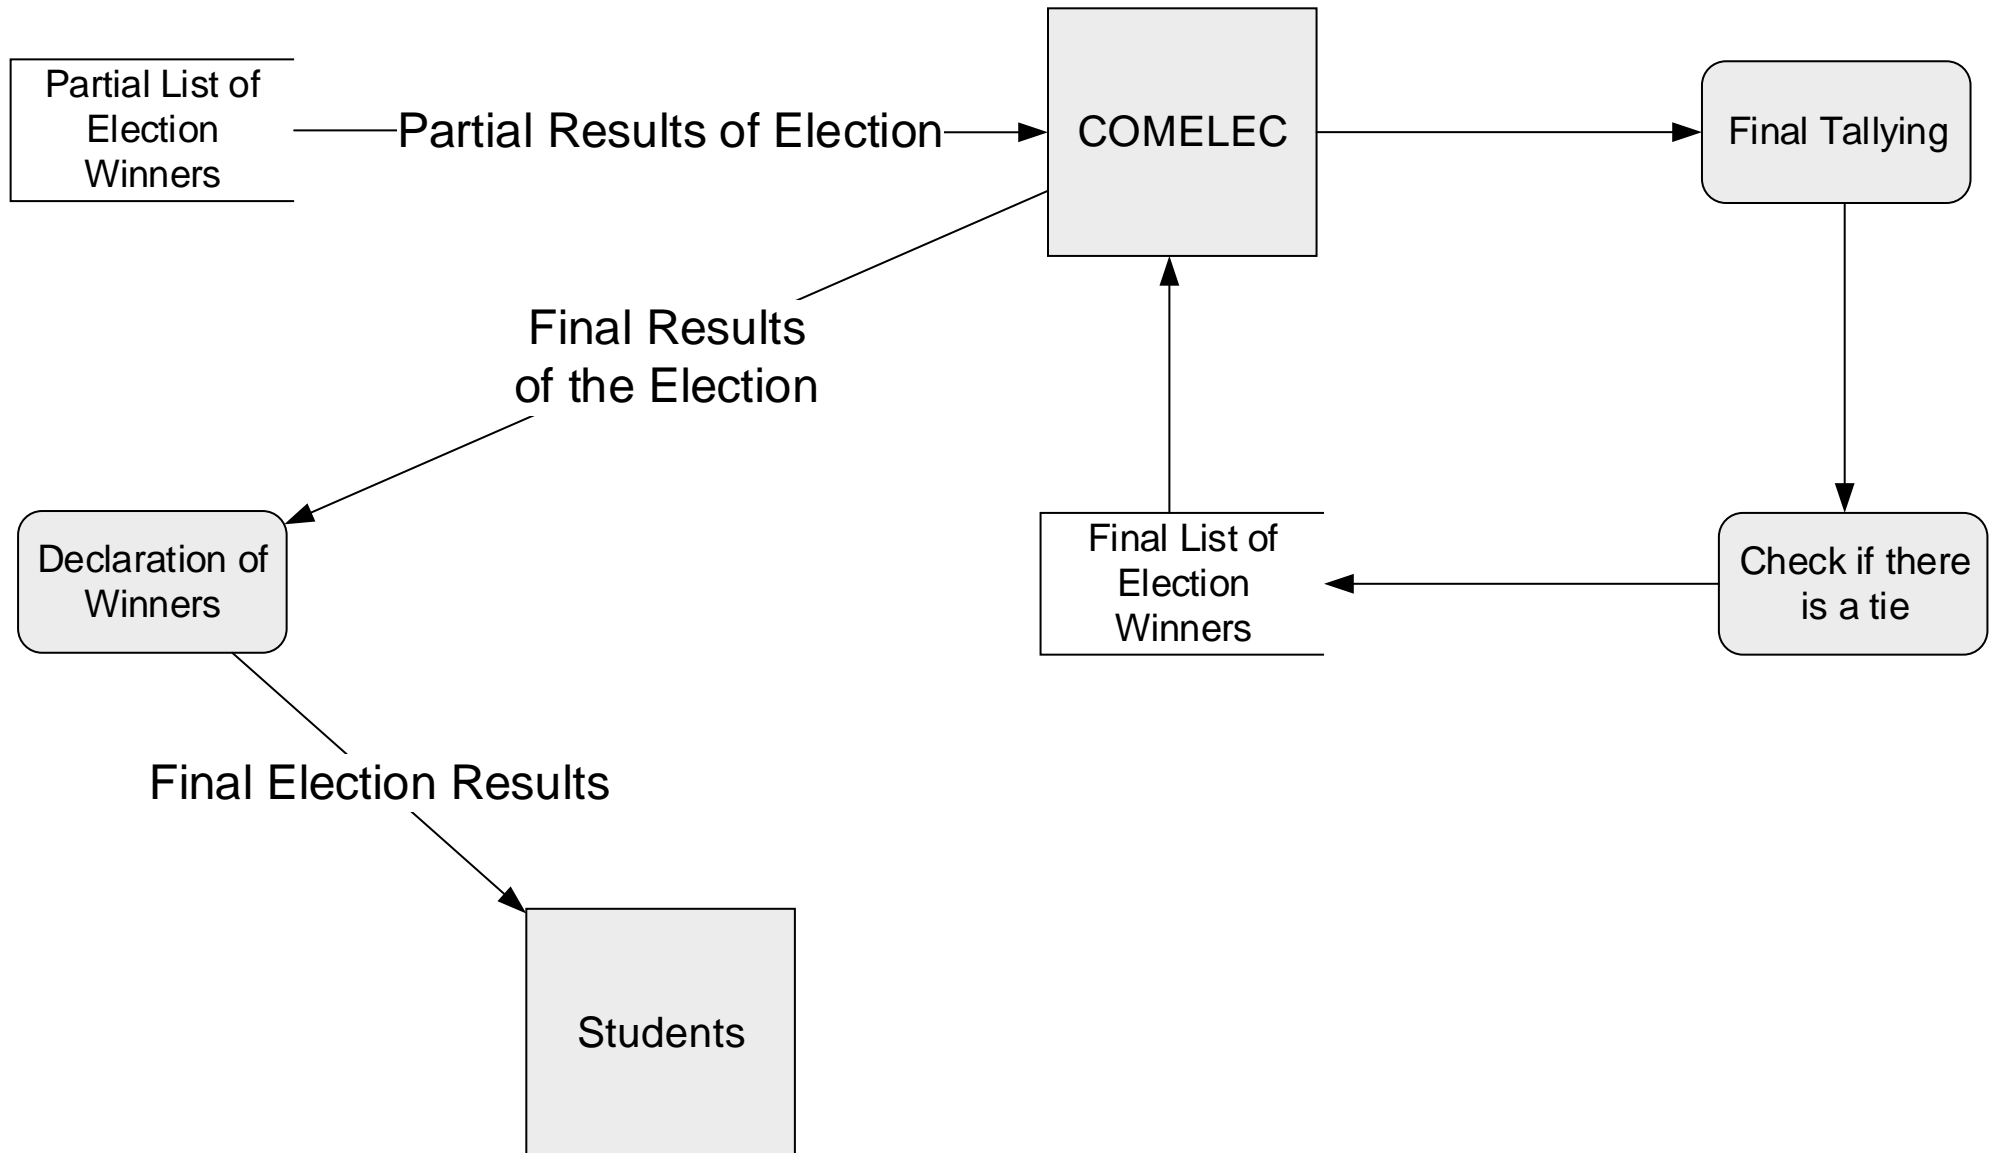 Partial List of
Election
Winners
Partial Results of Election
COMELEC
Final Tallying
Final Results
of the Election
Declaration of
Winners
Final List of
Election
Winners
Check if there
is a tie
Final Election Results
Students